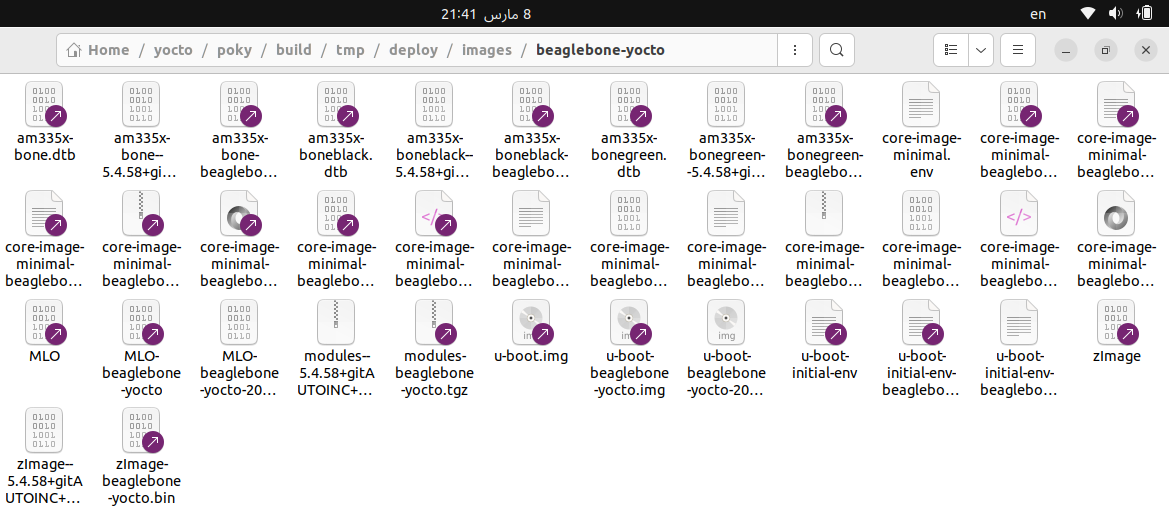 8 مارس 21:41
en
Home / yocto / poky / build / tmp / deploy / images / beaglebone-yocto
am335x-
bone.dtb
am335x-
bone--
5.4.58+gi…
am335x-
bone-
beaglebo…
am335x-
boneblack.
dtb
am335x-
boneblack--
5.4.58+gi…
am335x-
boneblack-
beaglebo…
am335x-
bonegreen.
dtb
am335x-
bonegreen-
-5.4.58+gi…
am335x-
bonegreen-
beaglebo…
core-image-
minimal.
env
core-image-
minimal-
beaglebo…
core-image-
minimal-
beaglebo…
core-image-
minimal-
beaglebo…
core-image-
minimal-
beaglebo…
core-image-
minimal-
beaglebo…
core-image-
minimal-
beaglebo…
core-image-
minimal-
beaglebo…
core-image-
minimal-
beaglebo…
core-image-
minimal-
beaglebo…
core-image-
minimal-
beaglebo…
core-image-
minimal-
beaglebo…
core-image-
minimal-
beaglebo…
core-image-
minimal-
beaglebo…
core-image-
minimal-
beaglebo…
MLO
MLO-
beaglebone
-yocto
MLO-
beaglebone
-yocto-20…
modules--
5.4.58+gitA
UTOINC+…
modules-
beaglebone
-yocto.tgz
u-boot.img
u-boot-
beaglebone
-yocto.img
u-boot-
beaglebone
-yocto-20…
u-boot-
initial-env
u-boot-
initial-env-
beaglebo…
u-boot-
initial-env-
beaglebo…
zImage
zImage--
5.4.58+gitA
UTOINC+…
zImage-
beaglebone
-yocto.bin